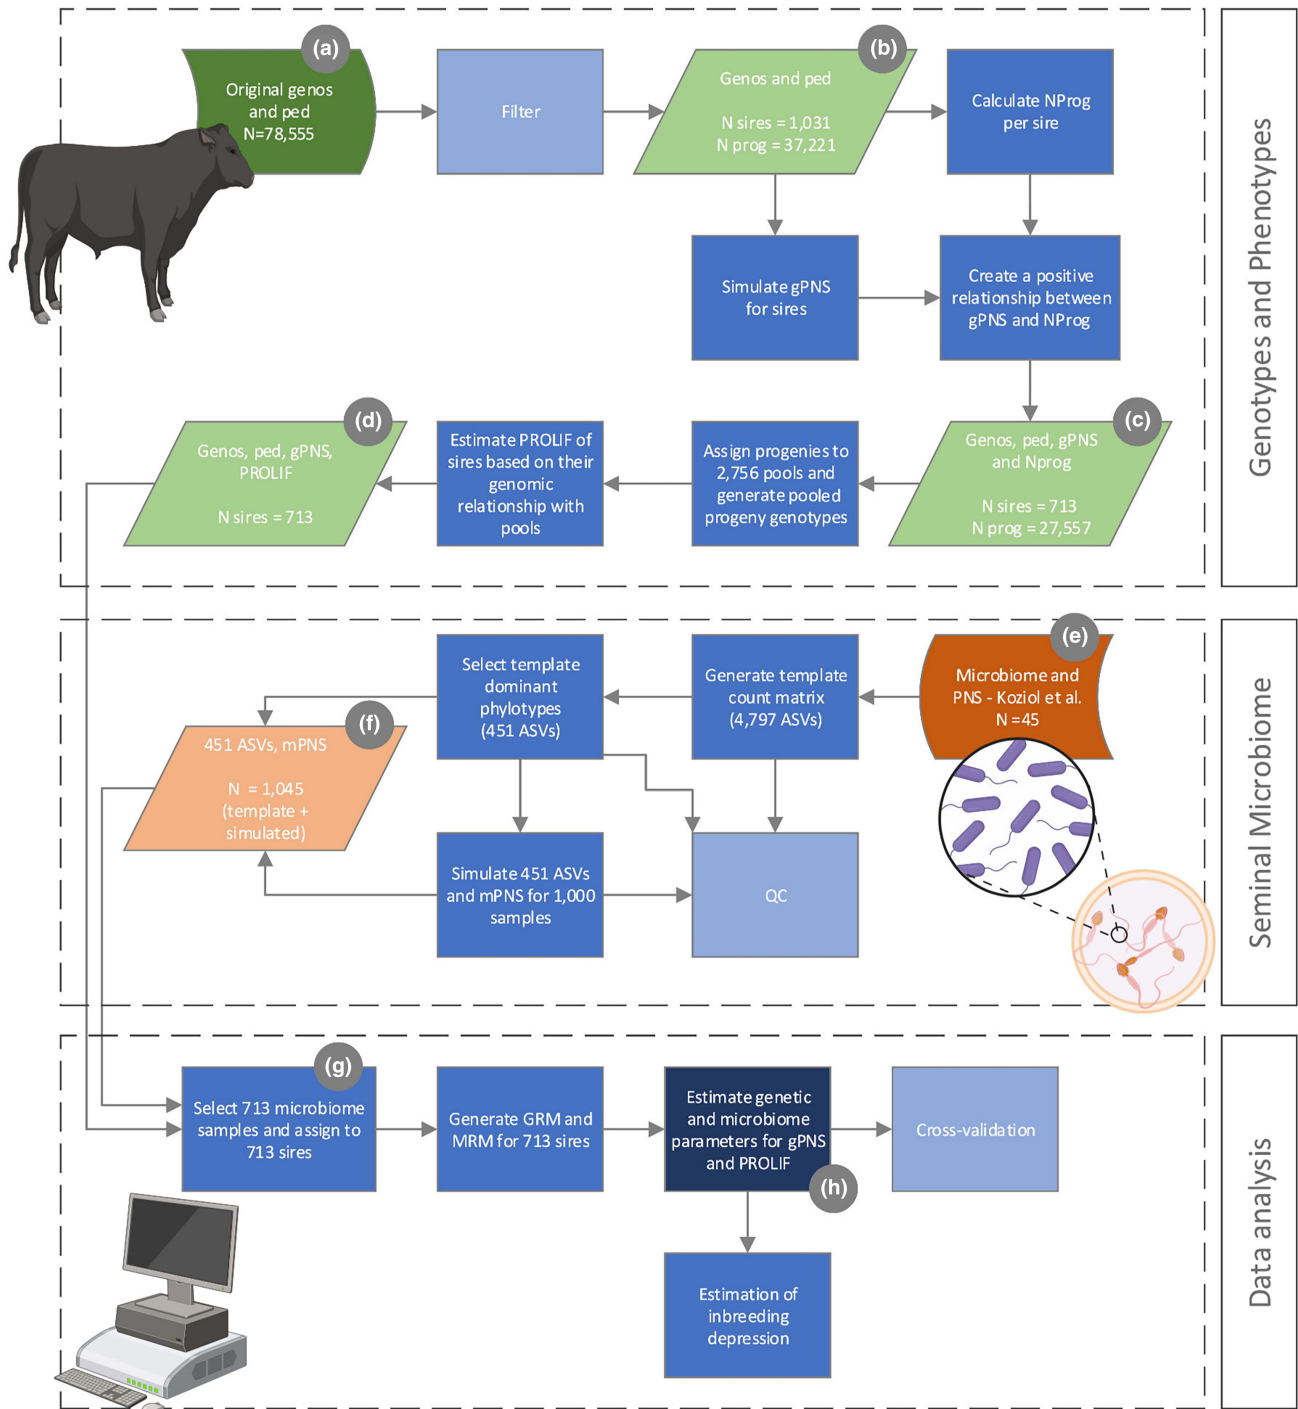 (a)
Original genos
and ped
N=78,555
Filter
(b)
Genos and ped
N sires = 1,031
N prog = 37,221
Calculate NProg
per sire
Simulate gPNS
for sires
Create a positive
relationship between
gPNS and NProg
(c)
Genos, ped, gPNS
and Nprog
N sires = 713
N prog = 27,557
Assign progenies to
2,756 pools and
generate pooled
progeny genotypes
Estimate PROLIF of
sires based on their
genomic
relationship with
pools
(d)
Genos, ped, gPNS,
PROLIF
N sires = 713
Genotypes and Phenotypes
(e)
Microbiome and
PNS - Koziol et al.
N =45
Generate template
count matrix
(4,797 ASVs)
Select template
dominant
phylotypes
(451 ASVs)
(f)
451 ASVs, mPNS
N = 1,045
(template +
simulated)
Simulate 451 ASVs
and mPNS for 1,000
samples
QC
Seminal Microbiome
(g)
Select 713 microbiome
samples and assign to
713 sires
Generate GRM and
MRM for 713 sires
Estimate genetic
and microbiome
parameters for gPNS
and PROLIF
(h)
Cross-validation
Estimation of
inbreeding
depression
Data analysis